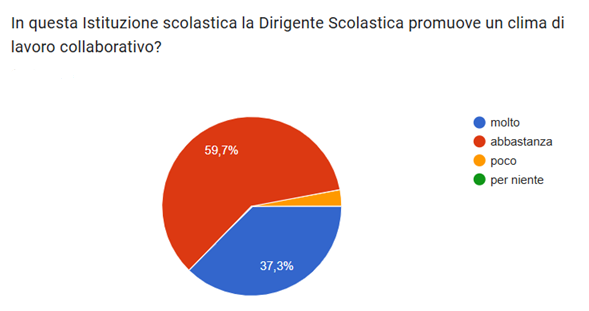 In questa Istituzione scolastica la Dirigente Scolastica promuove un clima di
lavoro collaborativo?
59,7%
37,3%
molto
abbastanza
poco
per niente